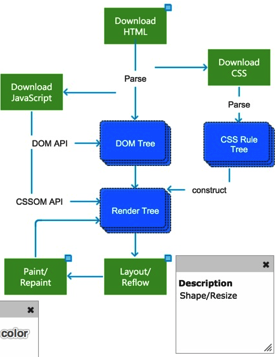 Download
HTML
Parse
Download
JavaScript
Download
CSS
Parse
DOM API
DOM Tree
CSS Rule
Tree
CSSOM API
construct
Render Tree
Paint/
Repaint
Layout/
Reflow
Description
Shape/Resize
color